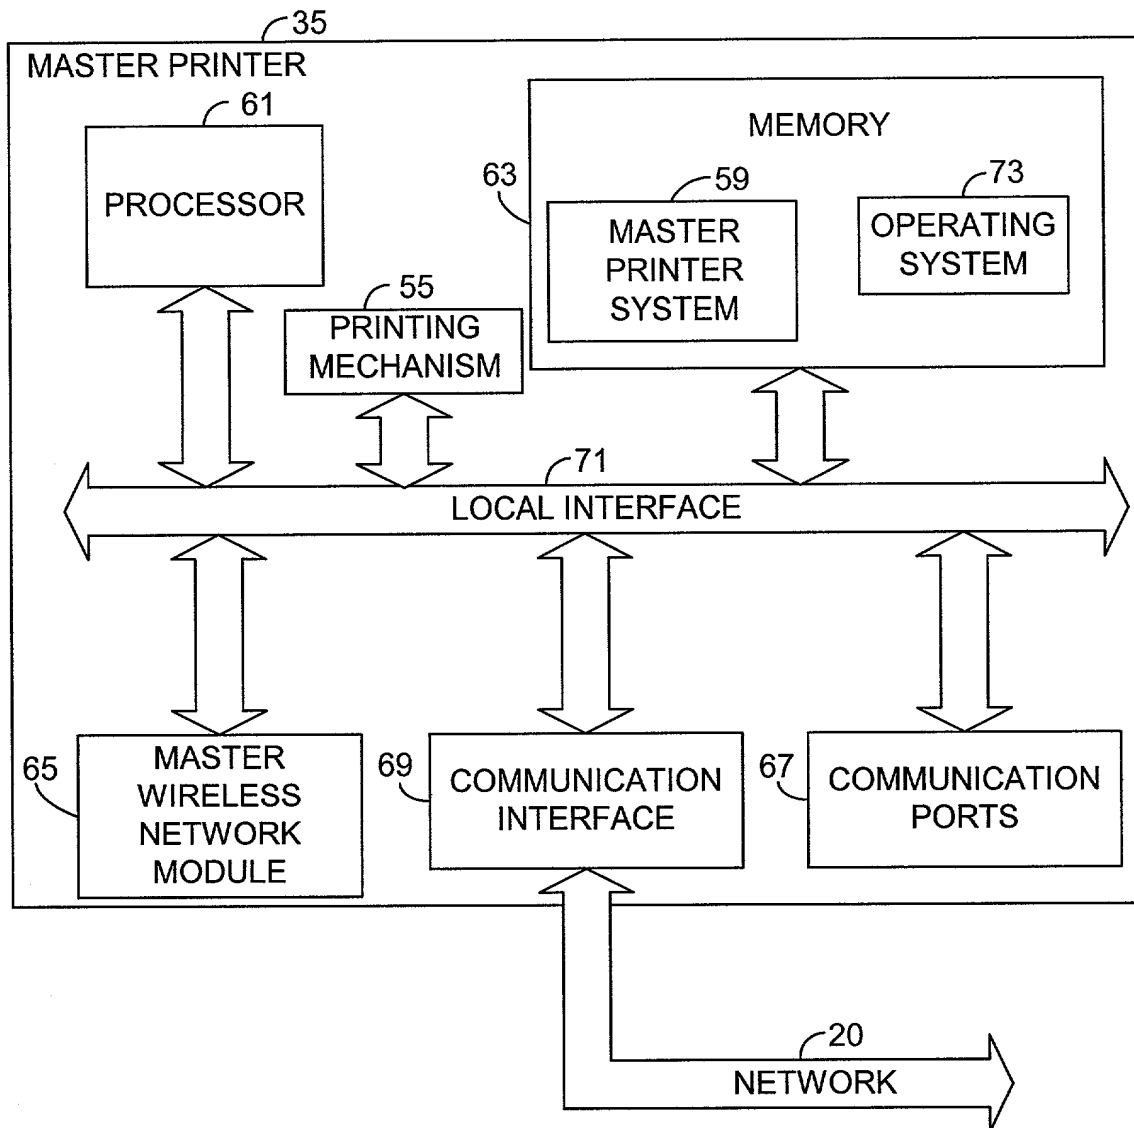 35
MASTER PRINTER
61
PROCESSOR
MEMORY
63
59
MASTER
PRINTER
SYSTEM
73
OPERATING
SYSTEM
55
PRINTING
MECHANISM
71
LOCAL INTERFACE
65
MASTER
WIRELESS
NETWORK
MODULE
69
COMMUNICATION
INTERFACE
67
COMMUNICATION
PORTS
20
NETWORK